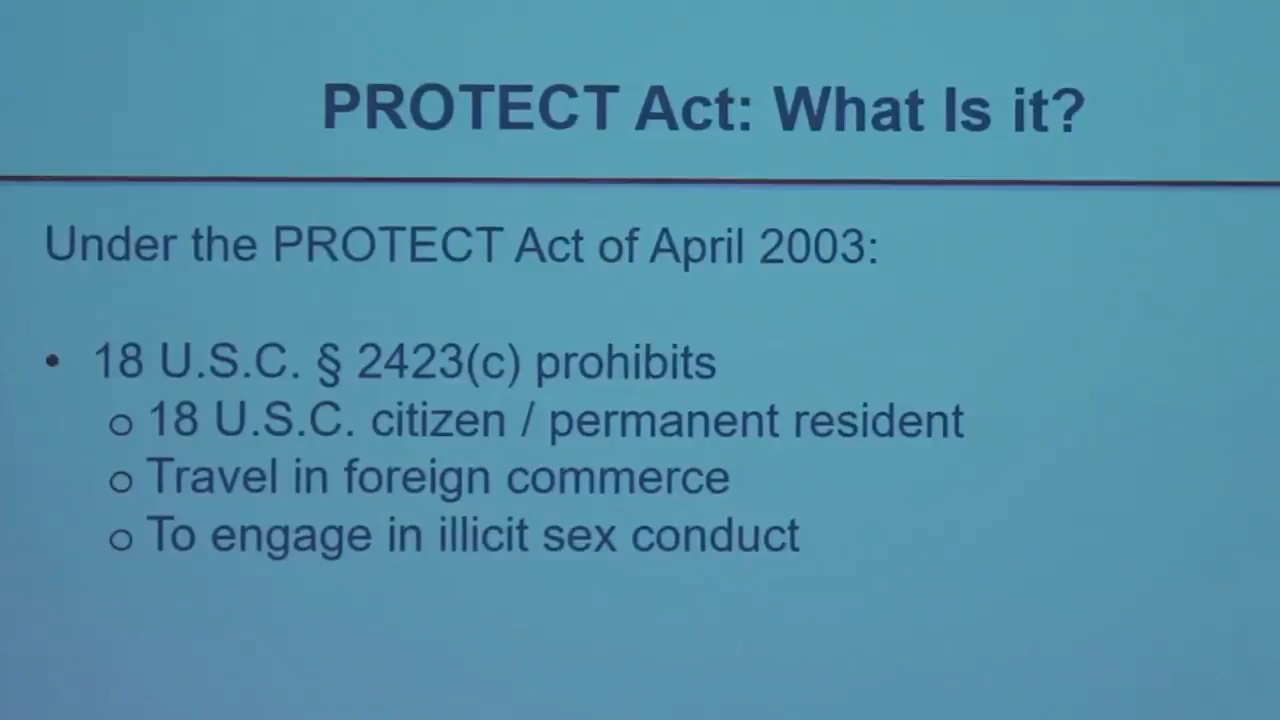 PROTECT Act: What Is it?
Under the PROTECT Act of April 2003:
• 18 U.S.C. § 2423(c) prohibits
o 18 U.S.C. citizen / permanent resident
o Travel in foreign commerce
o To engage in illicit sex conduct